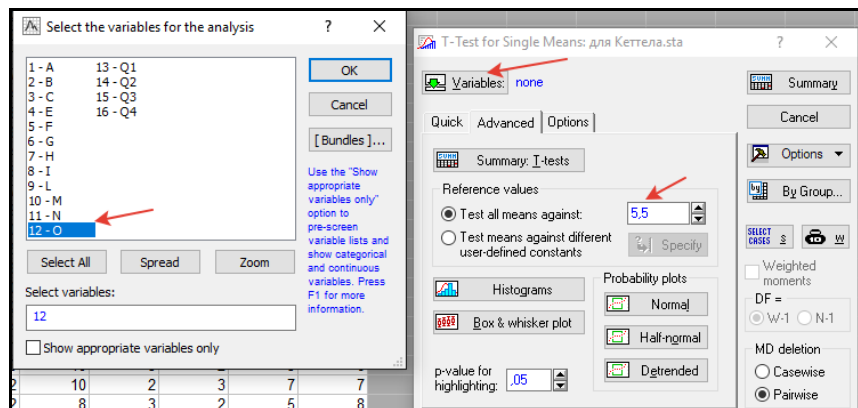 Select the variables for the analysis ? ×
1 - A 13 - Q1
2 - B 14 - Q2
3 - C 15 - Q3
4 - E 16 - Q4
5 - F
6 - G
7 - H
8 - I
9 - L
10 - M
11 - N
12 - O
OK
Cancel
[ Bundles ]...
Use the "Show
appropriate
variables only"
option to
pre-screen
variable lists and
show categorical
and continuous
variables. Press
F1 for more
information.
Select All Spread Zoom
Select variables:
12
Show appropriate variables only
10 2 3 7 7
8 3 2 5 8
T-Test for Single Means: для Кеттела.sta ? ×
Variables: none
Quick Advanced Options
Summary: T-tests
Reference values
Test all means against: 5,5
Test means against different
user-defined constants
Specify
Histograms
Box & whisker plot
Probability plots
Normal
Half-normal
Detrended
p-value for
highlighting: ,05
Summary
Cancel
Options
By Group...
SELECT
CASES S W
Weighted
moments
DF =
W-1 N-1
MD deletion
Casewise
Pairwise